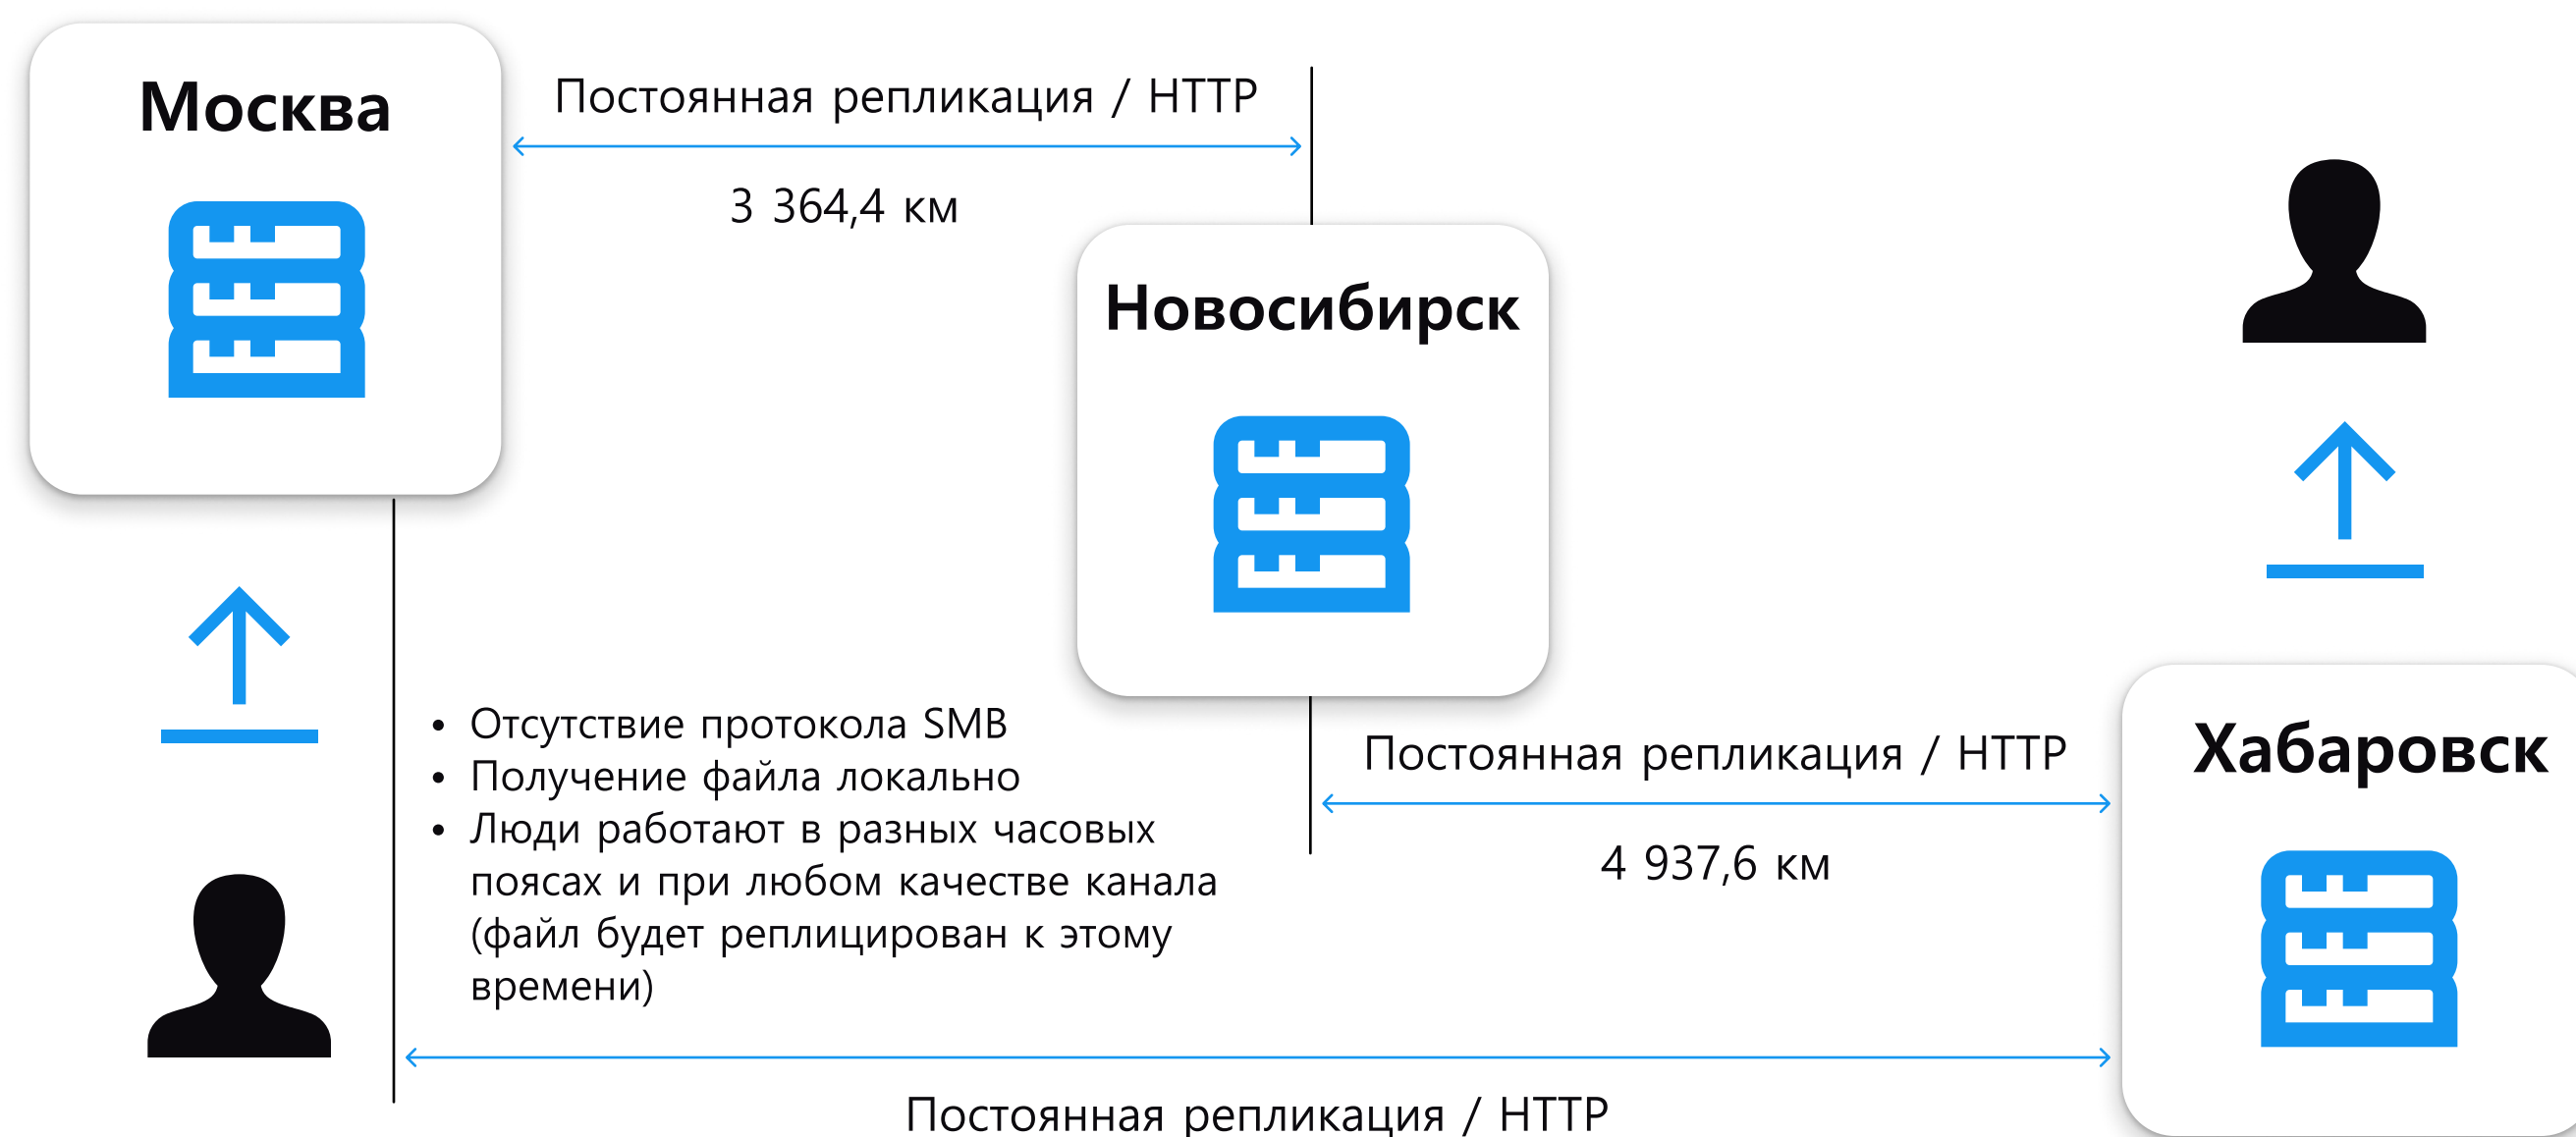 Москва
Постоянная репликация / HTTP
3 364,4 км
Новосибирск
• Отсутствие протокола SMB
• Получение файла локально
• Люди работают в разных часовых
поясах и при любом качестве канала
(файл будет реплицирован к этому
времени)
Постоянная репликация / HTTP
4 937,6 км
Хабаровск
Постоянная репликация / HTTP